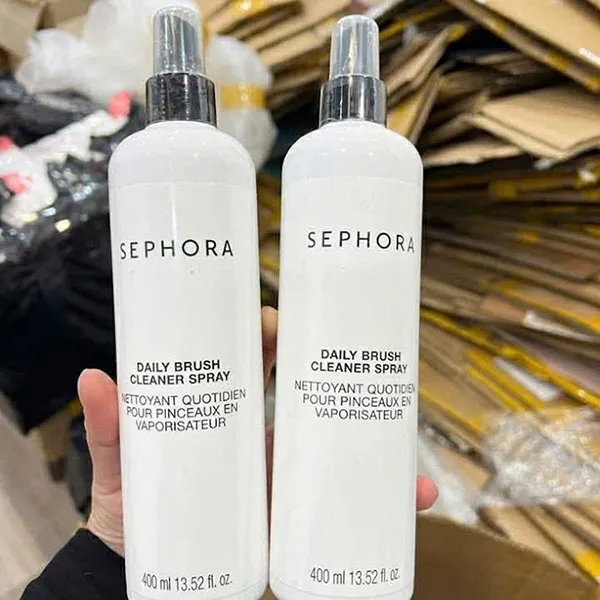 SEPHORA
DAILY BRUSH
CLEANER SPRAY
NETTOYANT QUOTIDIEN
POUR PINCEAUX EN
VAPORISATEUR
400 ml 13.52 fl. oz.
SEPHORA
DAILY BRUSH
CLEANER SPRAY
NETTOYANT QUOTIDIEN
POUR PINCEAUX EN
VAPORISATEUR
400 ml 13.52 fl. oz.